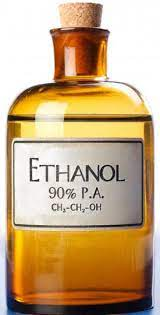 ETHANOL
90% P.A.
CH₃-CH₂-OH